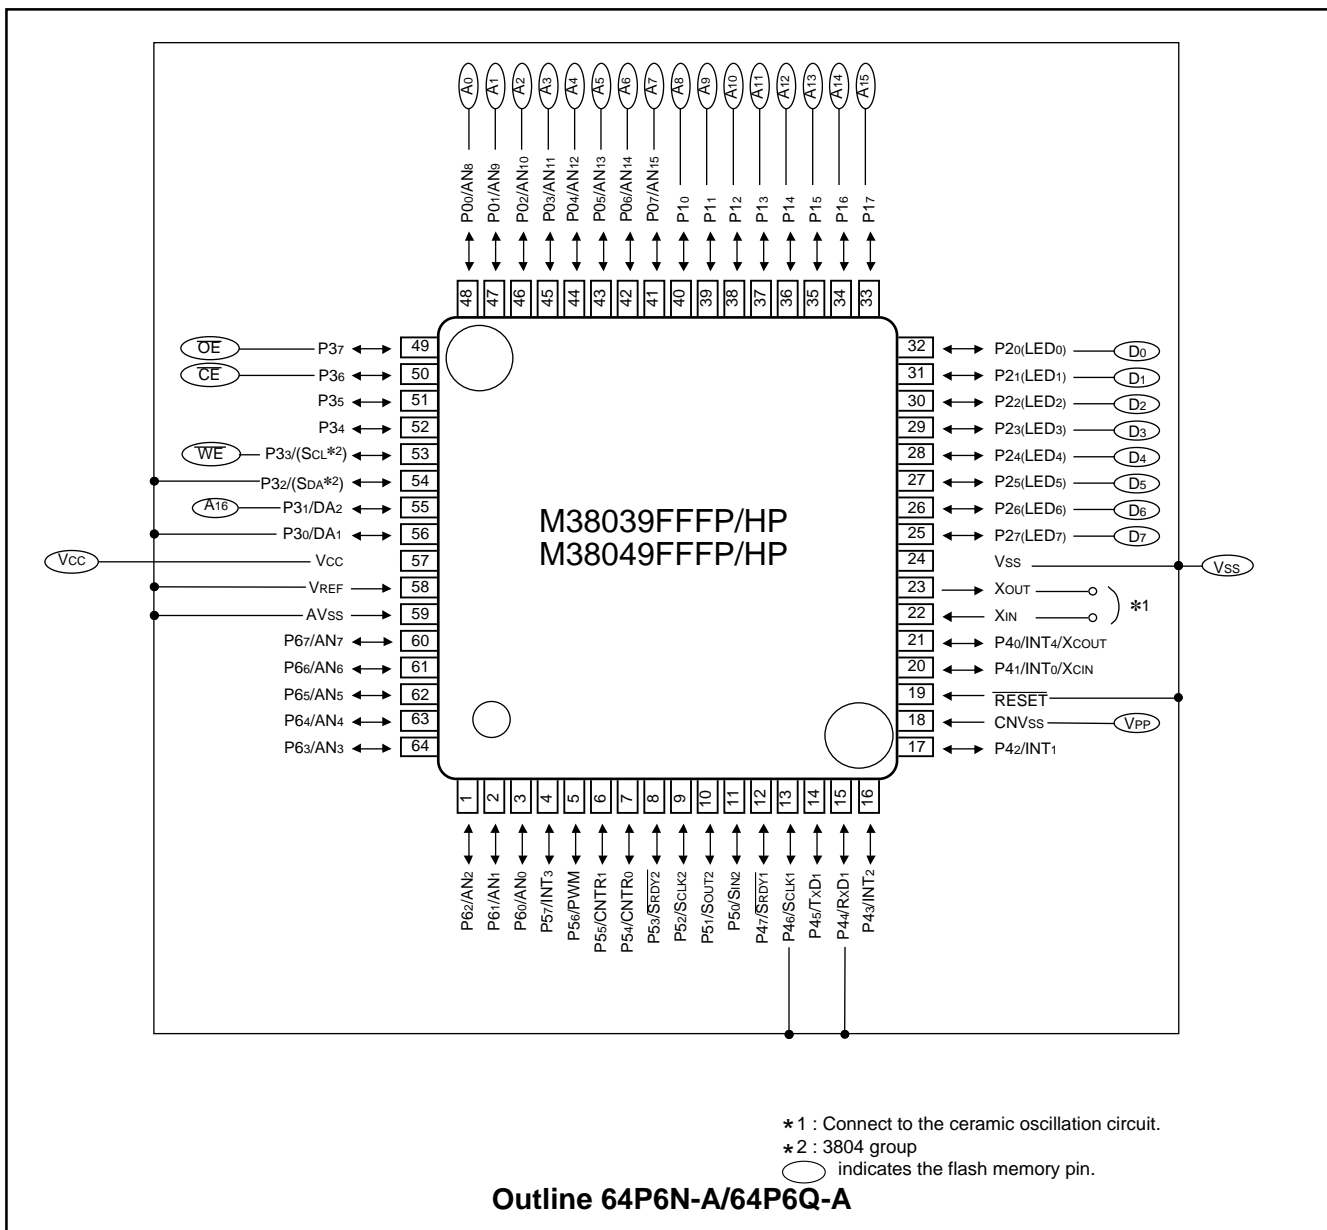 A0 A1 A2 A3 A4 A5 A6 A7 A8 A9 A10 A11 A12 A13 A14 A15
P00/AN8 P01/AN9 P02/AN10 P03/AN11 P04/AN12 P05/AN13 P06/AN14 P07/AN15 P10 P11 P12 P13 P14 P15 P16 P17
48 47 46 45 44 43 42 41 40 39 38 37 36 35 34 33
OE P37 49
CE P36 50
P35 51
P34 52
WE P33/(SCL*2) 53
P32/(SDA*2) 54
A16 P31/DA2 55
P30/DA1 56
VCC VCC 57
VREF 58
AVSS 59
P67/AN7 60
P66/AN6 61
P65/AN5 62
P64/AN4 63
P63/AN3 64
M38039FFFP/HP
M38049FFFP/HP
32 P20(LED0) D0
31 P21(LED1) D1
30 P22(LED2) D2
29 P23(LED3) D3
28 P24(LED4) D4
27 P25(LED5) D5
26 P26(LED6) D6
25 P27(LED7) D7
24 VSS VSS
23 XOUT
22 XIN
*1
21 P40/INT4/XCOUT
20 P41/INT0/XCIN
19 RESET
18 CNVSS VPP
17 P42/INT1
1 2 3 4 5 6 7 8 9 10 11 12 13 14 15 16
P62/AN2 P61/AN1 P60/AN0 P57/INT3 P56/PWM P55/CNTR1 P54/CNTR0 P53/SRDY2 P52/SCLK2 P51/SOUT2 P50/SIN2 P47/SRDY1 P46/SCLK1 P45/TXD1 P44/RXD1 P43/INT2
*1 : Connect to the ceramic oscillation circuit.
*2 : 3804 group
indicates the flash memory pin.
Outline 64P6N-A/64P6Q-A